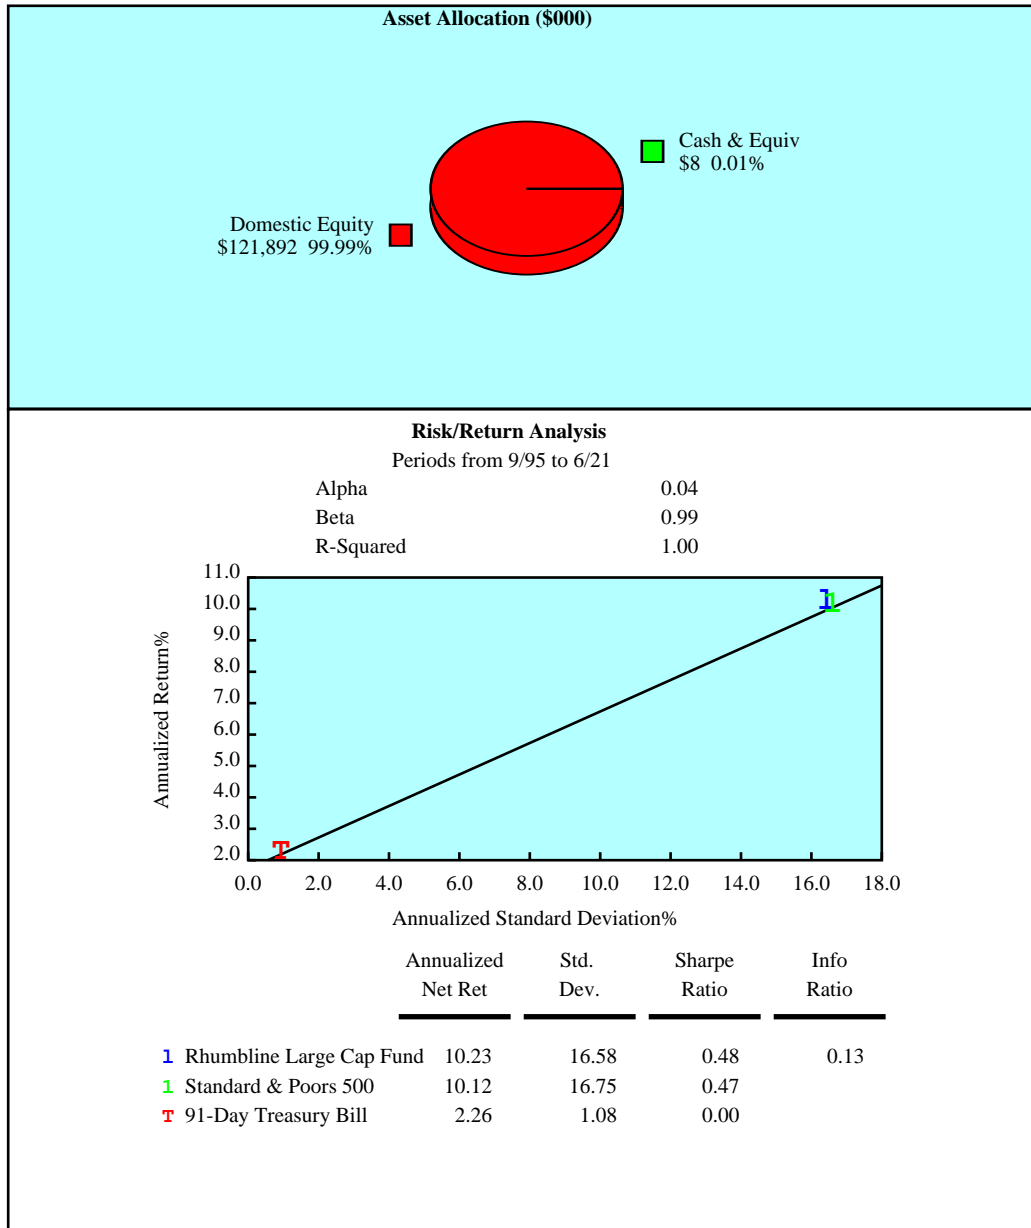 Asset Allocation ($000)
Cash & Equiv
$8 0.01%
Domestic Equity
$121,892 99.99%
Risk/Return Analysis
Periods from 9/95 to 6/21
Alpha 0.04
Beta 0.99
R-Squared 1.00
11.0
10.0
9.0
8.0
7.0
6.0
5.0
4.0
3.0
2.0
Annualized Return%
1
1
T
0.0 2.0 4.0 6.0 8.0 10.0 12.0 14.0 16.0 18.0
Annualized Standard Deviation%
Annualized Std. Sharpe Info
Net Ret Dev. Ratio Ratio
1 Rhumbline Large Cap Fund 10.23 16.58 0.48 0.13
1 Standard & Poors 500 10.12 16.75 0.47
T 91-Day Treasury Bill 2.26 1.08 0.00